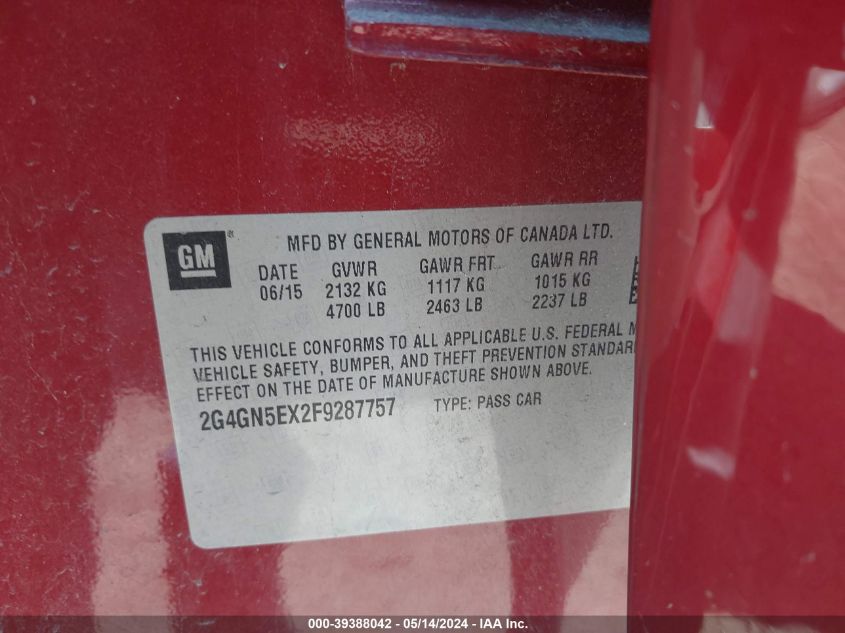 GM®
MFD BY GENERAL MOTORS OF CANADA LTD.
DATE GVWR GAWR FRT GAWR RR
06/15 2132 KG 1117 KG 1015 KG
4700 LB 2463 LB 2237 LB
THIS VEHICLE CONFORMS TO ALL APPLICABLE U.S. FEDERAL M
VEHICLE SAFETY, BUMPER, AND THEFT PREVENTION STANDAR
EFFECT ON THE DATE OF MANUFACTURE SHOWN ABOVE.
2G4GN5EX2F9287757 TYPE: PASS CAR
000-39388042 - 05/14/2024 - IAA, Inc.